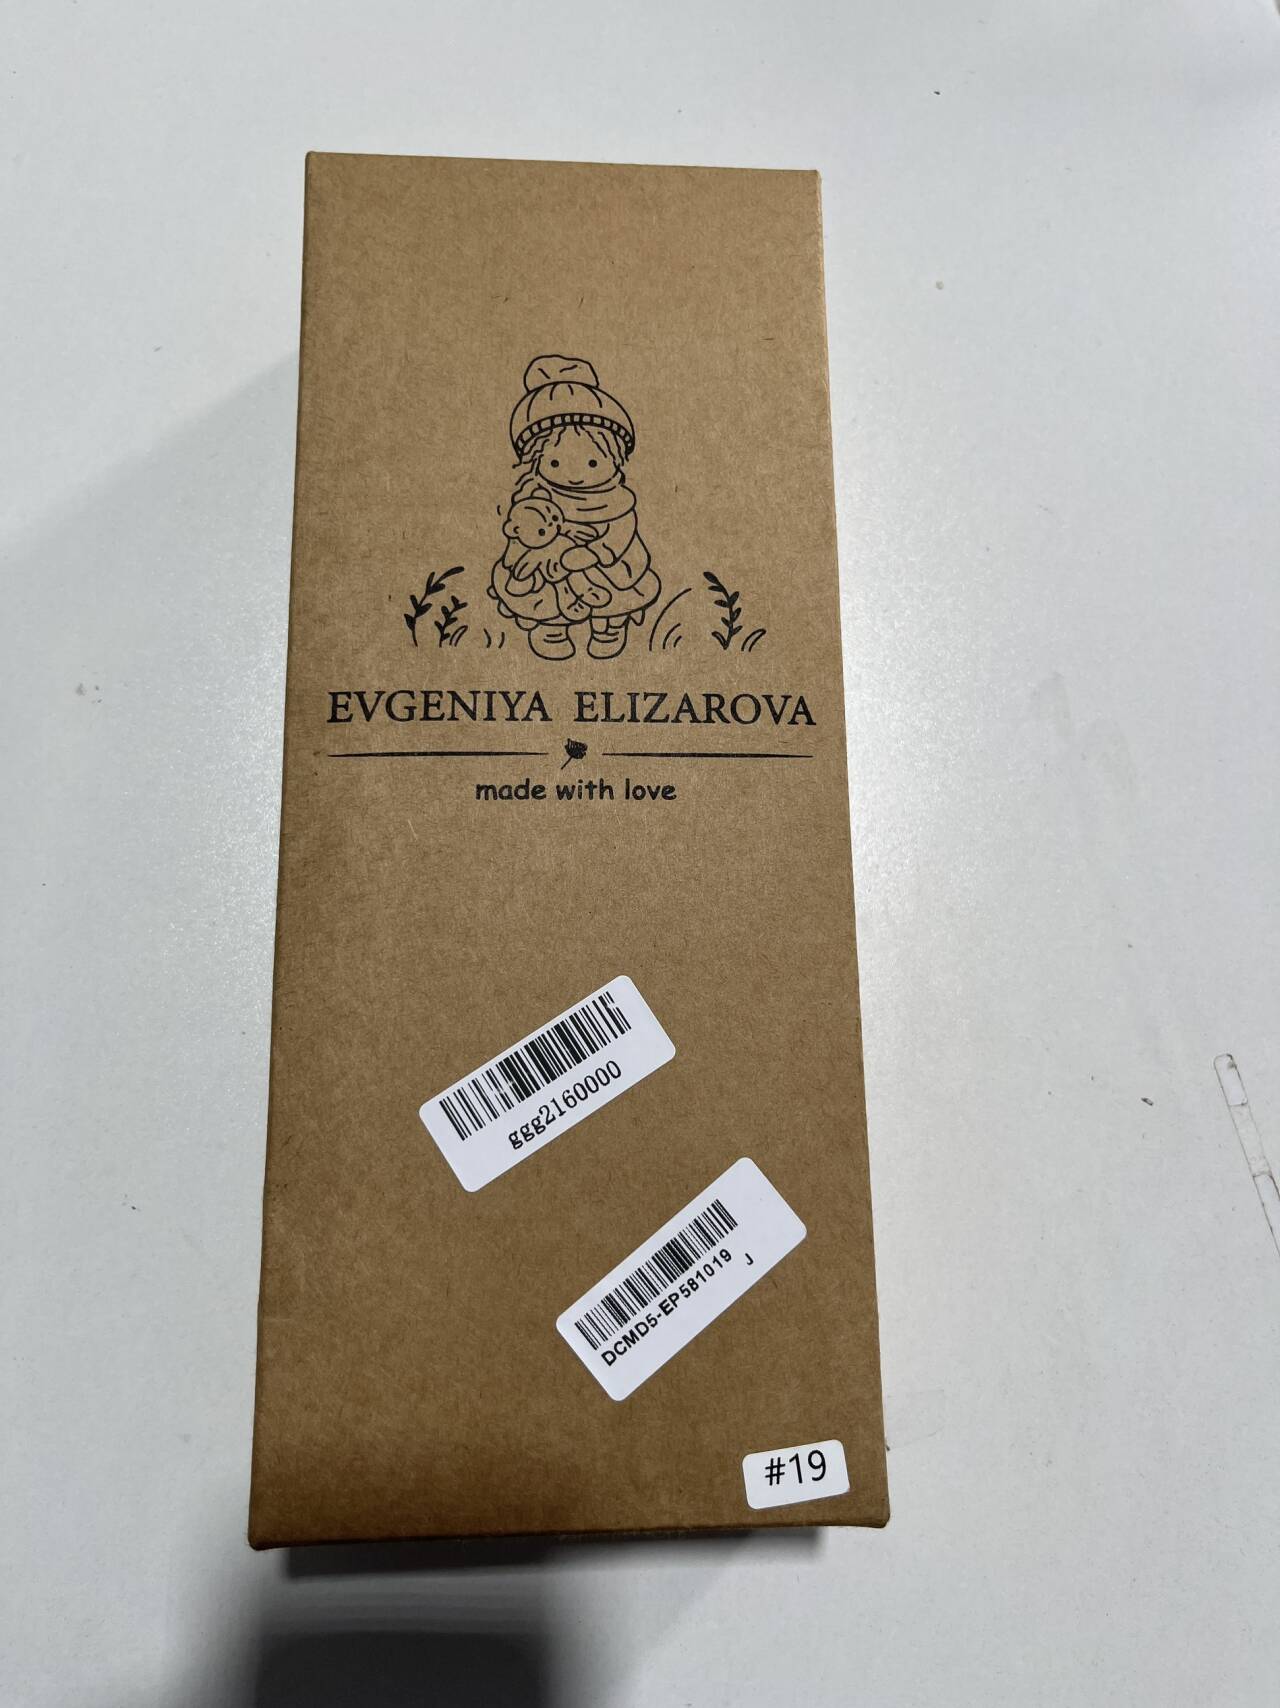 EVGENIYA ELIZAROVA
made with love
ggg2160000
DCMD5-EP581019
J
#19